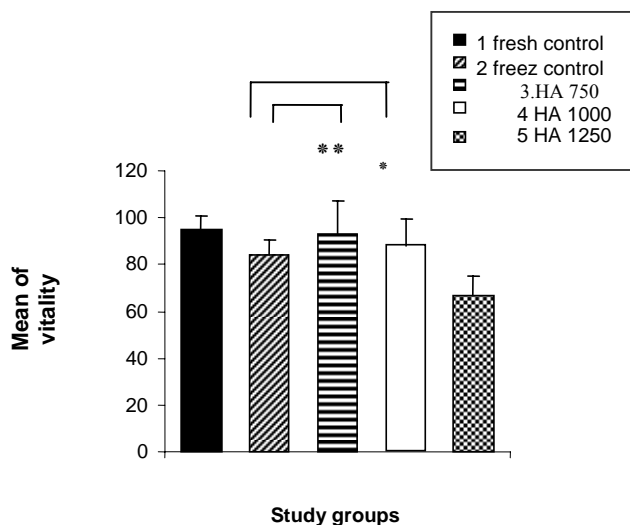 1 fresh control
2 freez control
3.HA 750
4 HA 1000
5 HA 1250
**
*
120
100
80
60
40
20
0
Mean of
vitality
Study groups